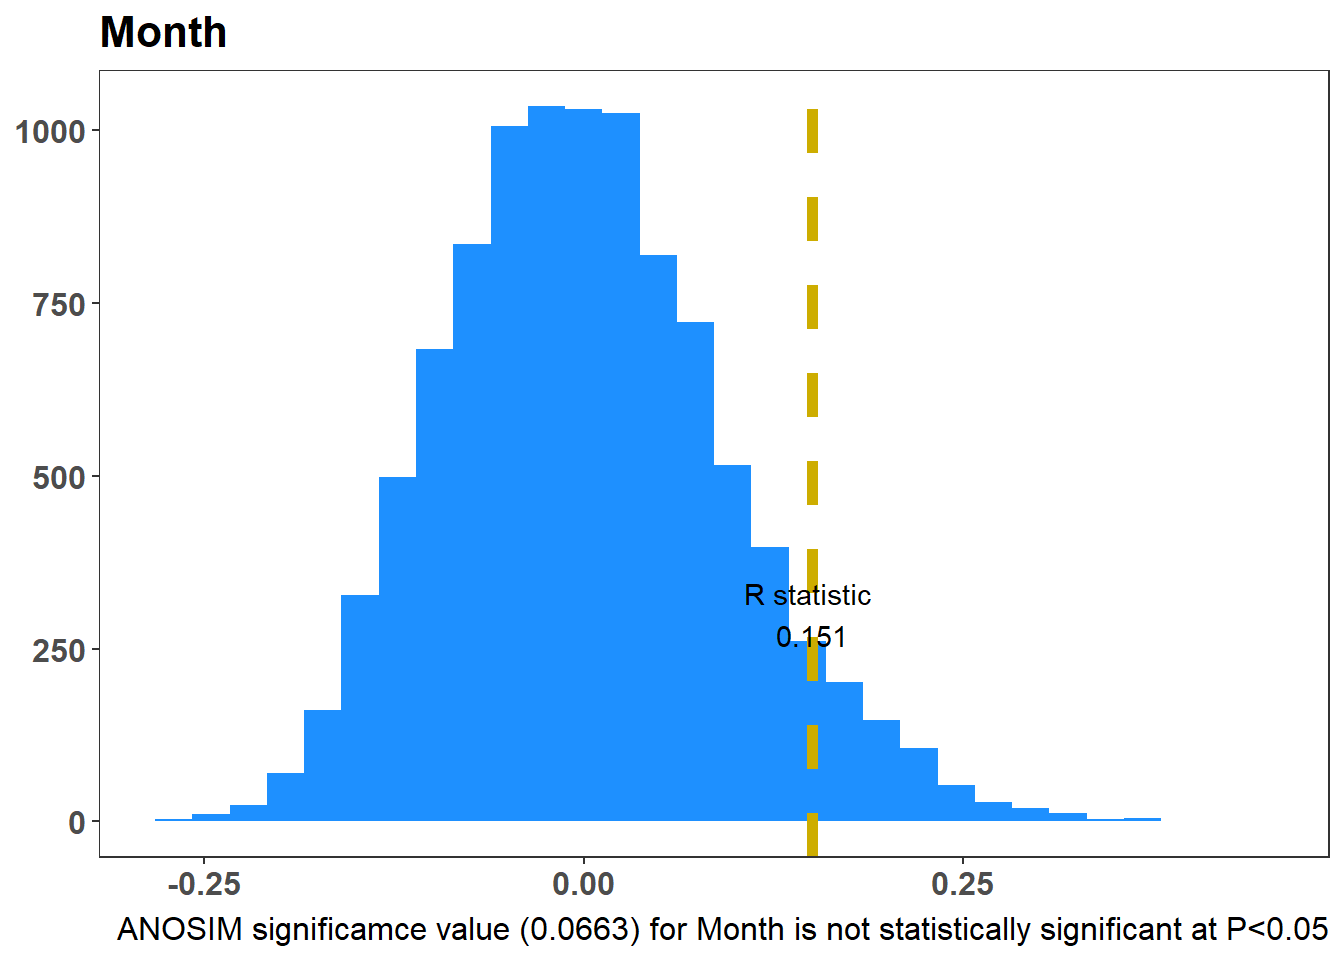 Month
1000
750
500
250
0
R statistic
0.151
-0.25 0.00 0.25
ANOSIM significamce value (0.0663) for Month is not statistically significant at P<0.05